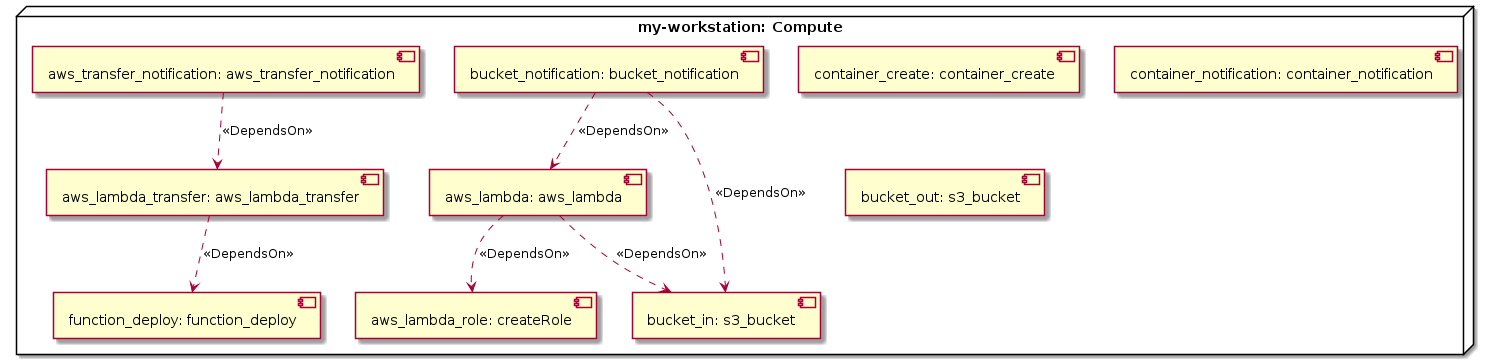 my-workstation: Compute
aws_transfer_notification: aws_transfer_notification
bucket_notification: bucket_notification
container_create: container_create
container_notification: container_notification
«DependsOn»
«DependsOn»
aws_lambda_transfer: aws_lambda_transfer
aws_lambda: aws_lambda
«DependsOn»
bucket_out: s3_bucket
«DependsOn»
«DependsOn»
«DependsOn»
function_deploy: function_deploy
aws_lambda_role: createRole
bucket_in: s3_bucket